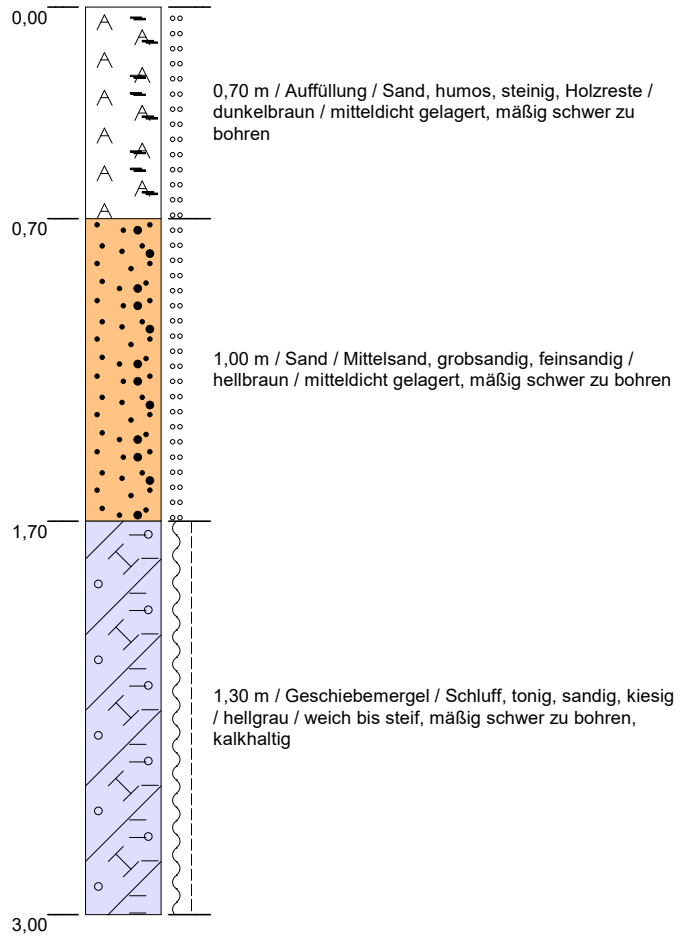 0,00
0,70 m / Auffüllung / Sand, humos, steinig, Holzreste /
dunkelbraun / mitteldicht gelagert, mäßig schwer zu
bohren
0,70
1,00 m / Sand / Mittelsand, grobsandig, feinsandig /
hellbraun / mitteldicht gelagert, mäßig schwer zu bohren
1,70
1,30 m / Geschiebemergel / Schluff, tonig, sandig, kiesig
/ hellgrau / weich bis steif, mäßig schwer zu bohren,
kalkhaltig
3,00